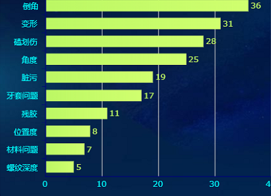 倒角 36
变形 31
磕划伤 28
角度 25
脏污 19
牙套问题 17
残胶 11
位置度 8
材料问题 7
螺纹深度 5
0 10 20 30 4